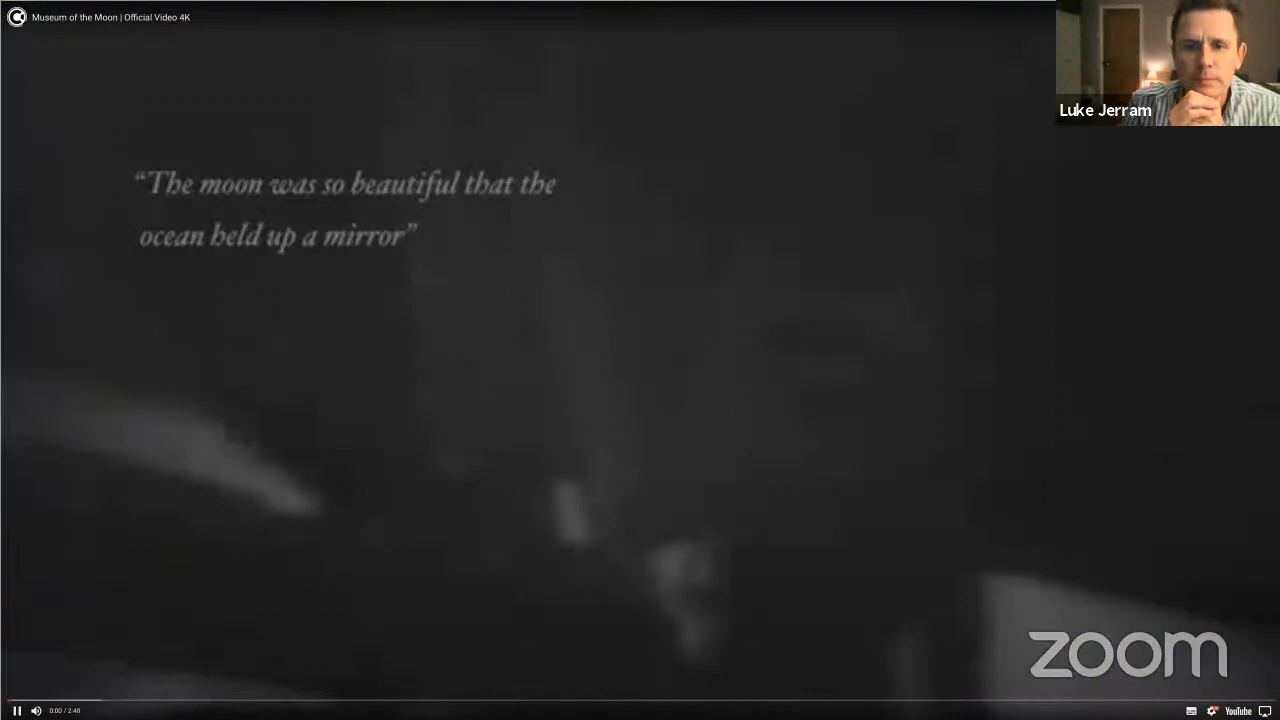 Museum of the Moon | Official Video 4K
Luke Jerram
“The moon was so beautiful that the
ocean held up a mirror”
zoom
0:00 / 2:48
YouTube